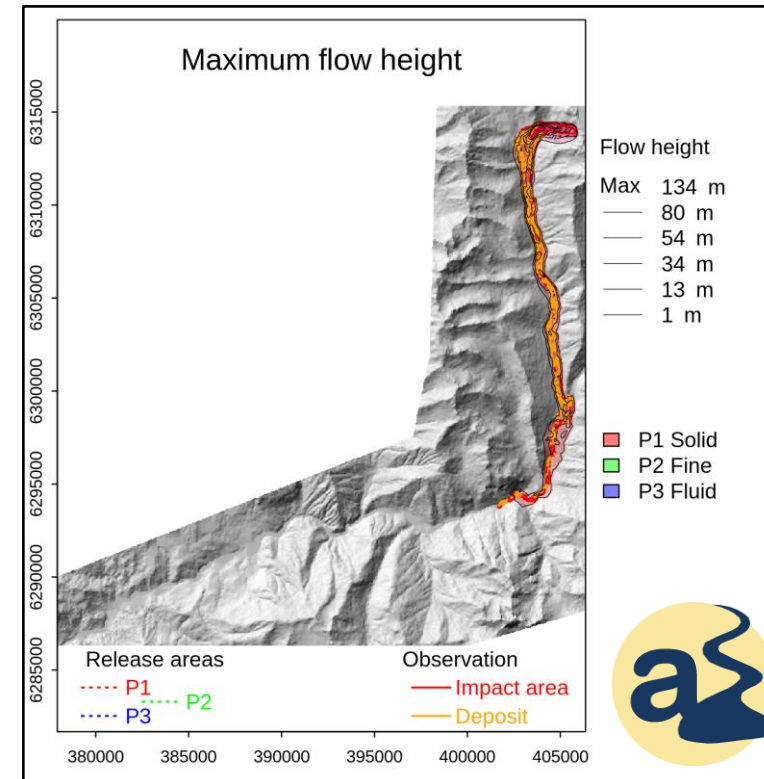 Maximum flow height
6315000
6310000
6305000
6300000
6295000
6290000
6285000
Flow height
Max 134 m
80 m
54 m
34 m
13 m
1 m
P1 Solid
P2 Fine
P3 Fluid
Release areas
P1
P2
P3
Observation
Impact area
Deposit
380000 385000 390000 395000 400000 405000
a